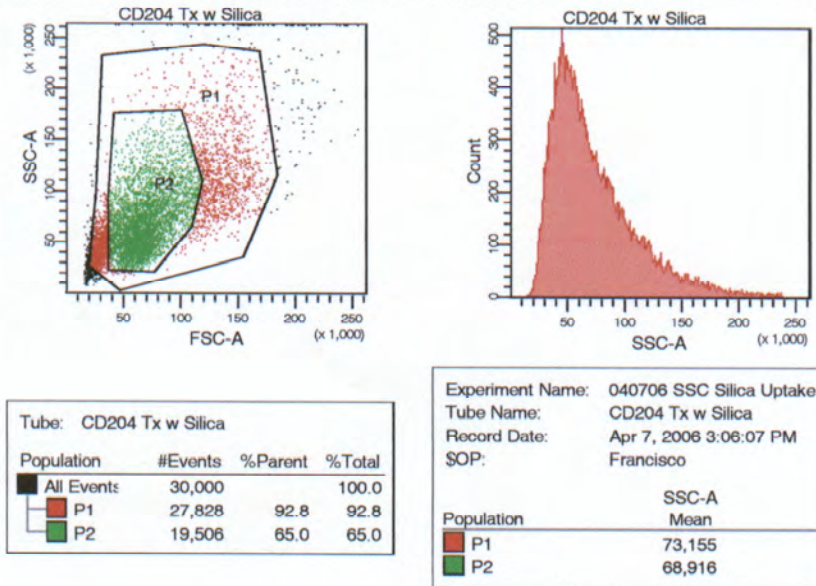 CD204 Tx w Silica
(x 1,000)
250
200
150
100
50
SSC-A
P1
P2
50 100 150 200 250
(x 1,000)
FSC-A
CD204 Tx w Silica
500
400
300
200
100
0
Count
50 100 150 200 250
(x 1,000)
SSC-A
Tube: CD204 Tx w Silica
Population #Events %Parent %Total
All Events 30,000 100.0
P1 27,828 92.8 92.8
P2 19,506 65.0 65.0
Experiment Name: 040706 SSC Silica Uptake
Tube Name: CD204 Tx w Silica
Record Date: Apr 7, 2006 3:06:07 PM
$OP: Francisco
SSC-A
Population Mean
P1 73,155
P2 68,916